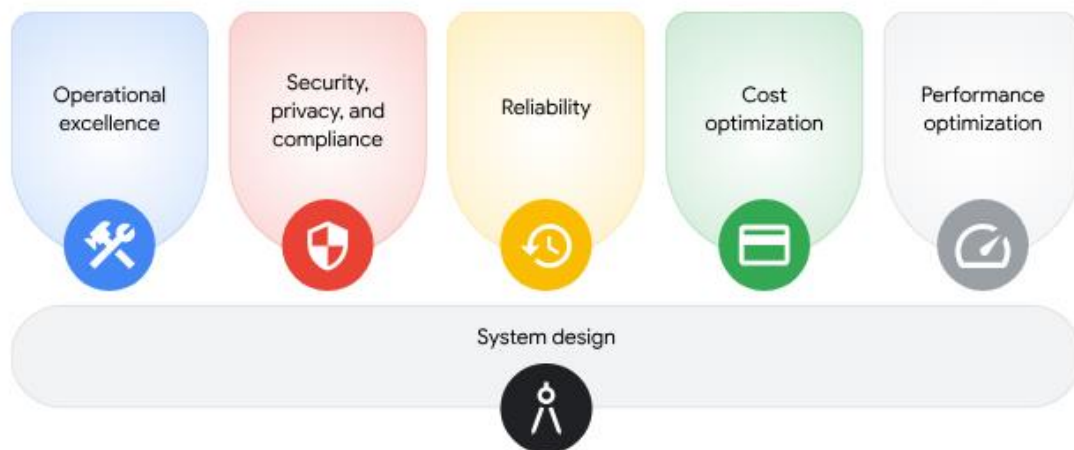 Operational
excellence
Security,
privacy, and
compliance
Reliability
Cost
optimization
Performance
optimization
System design